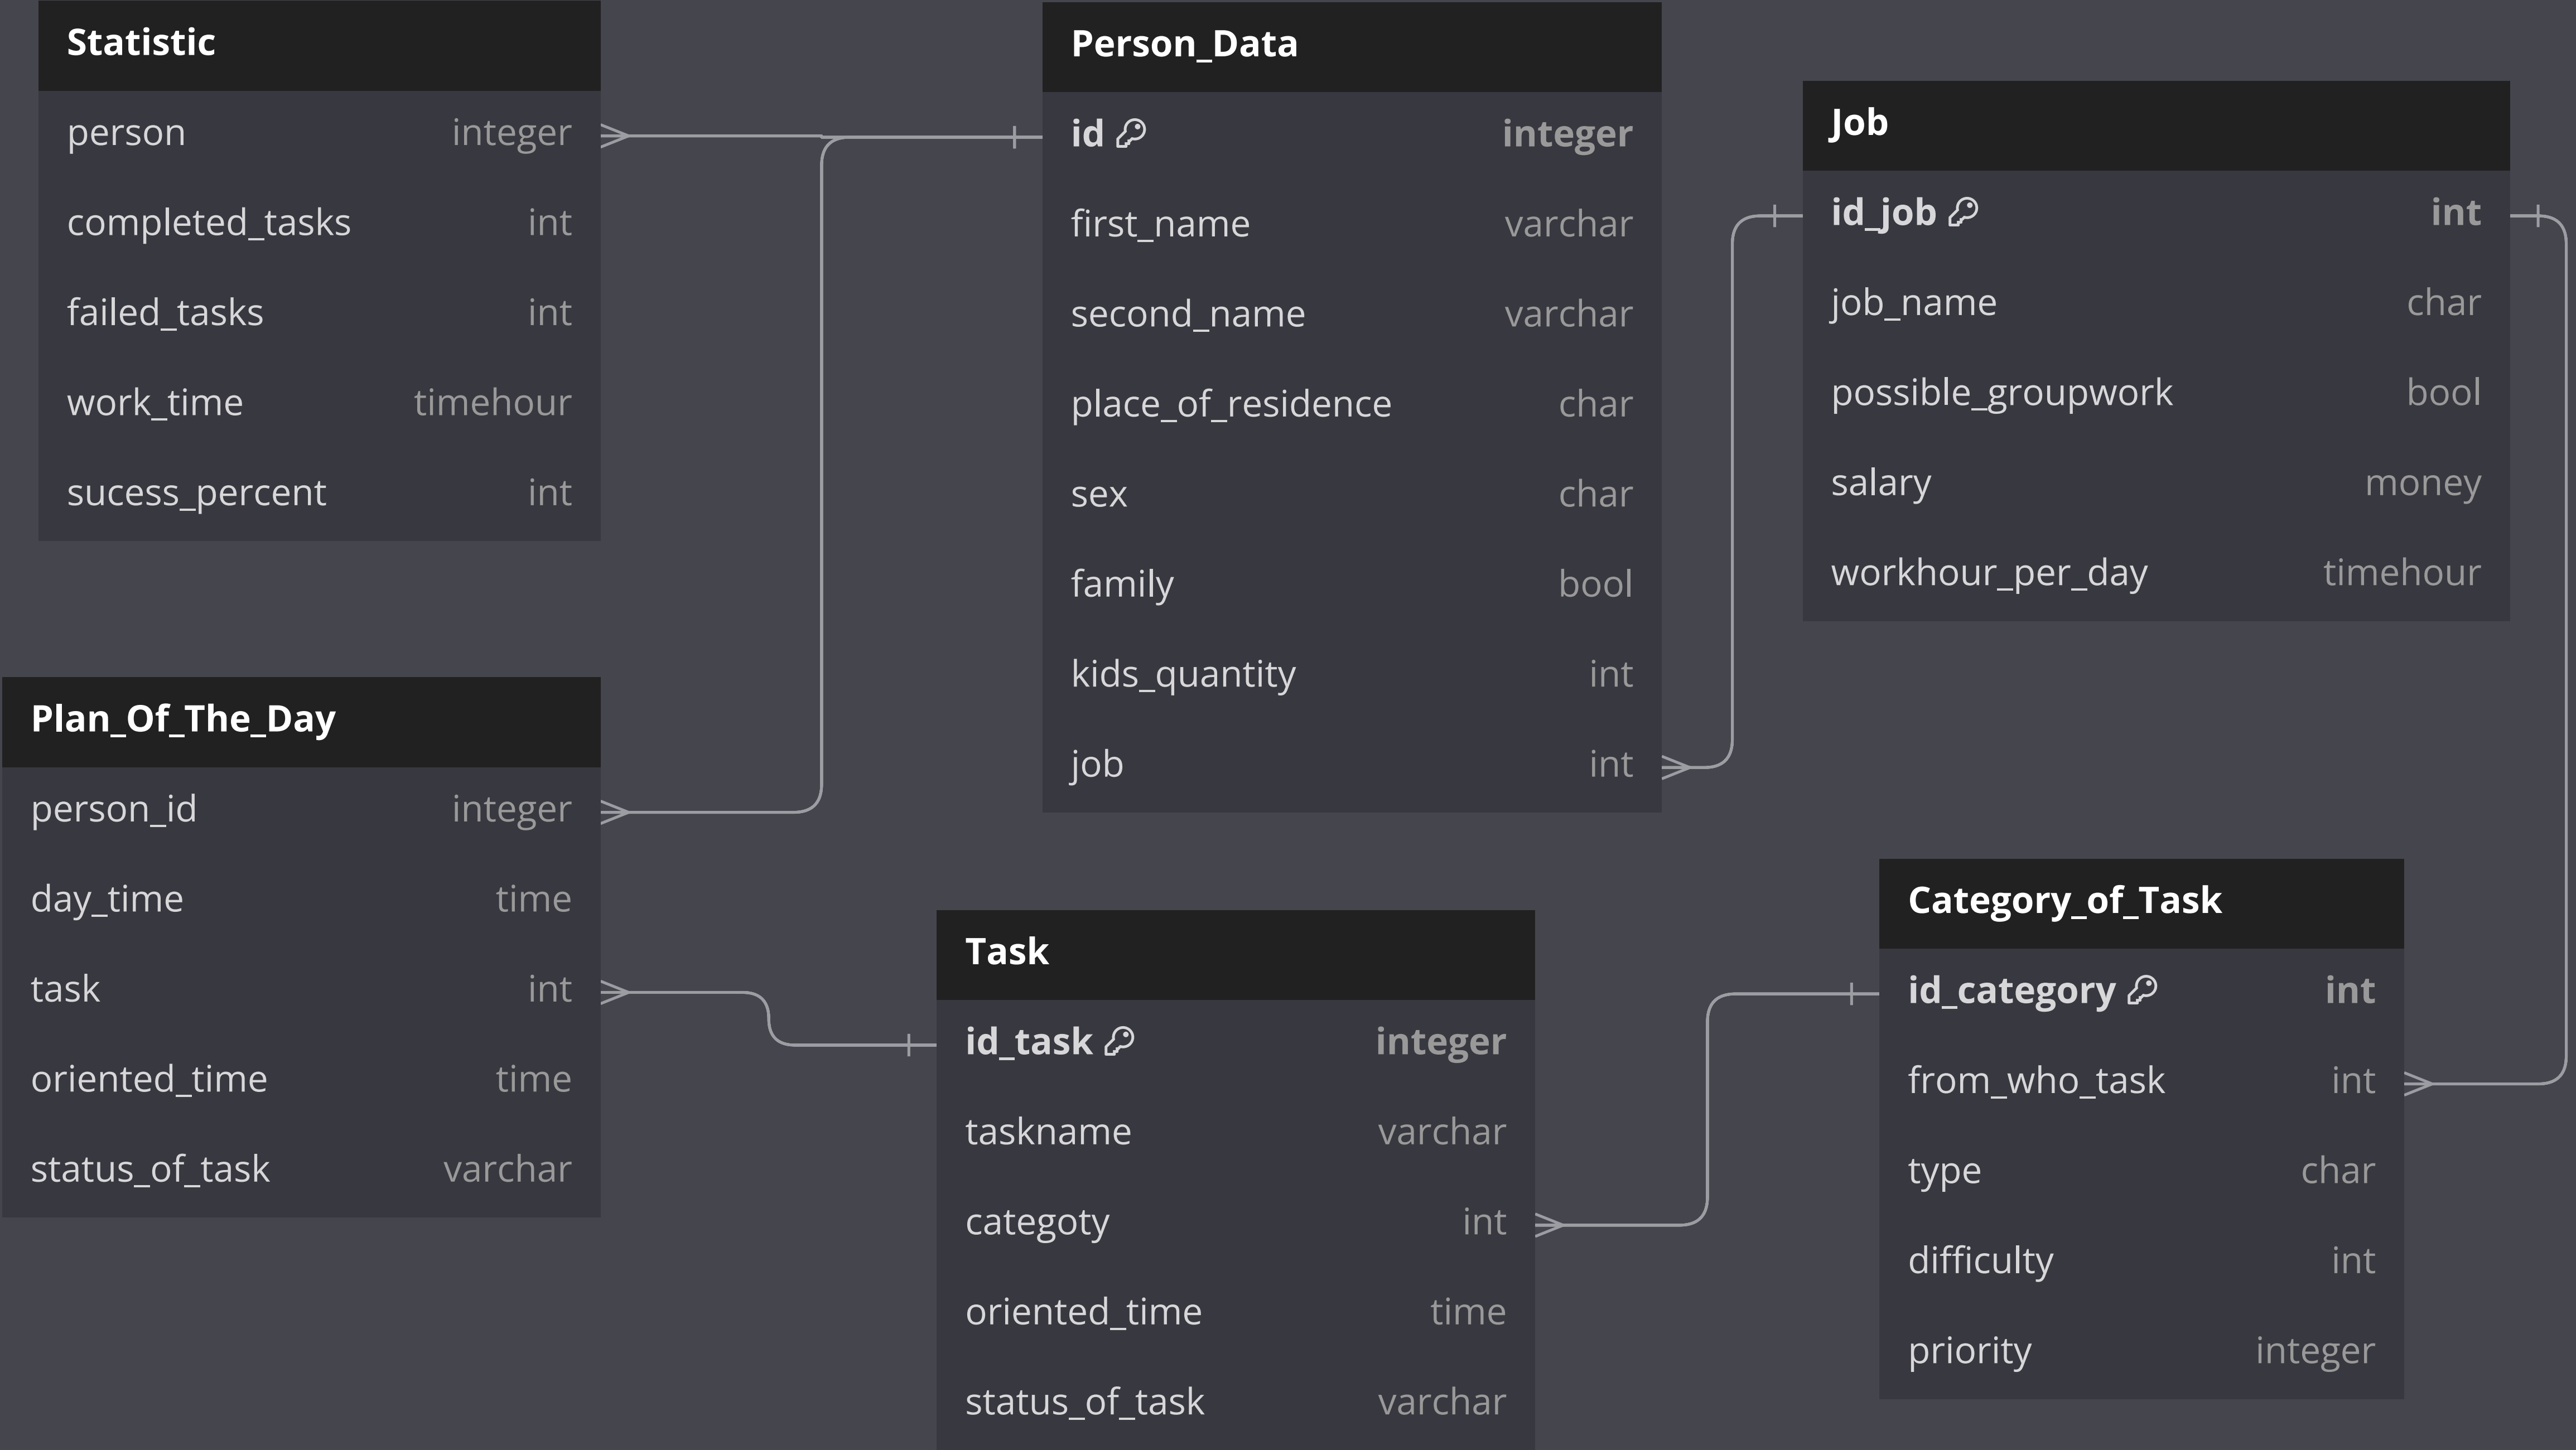 Statistic
person integer
completed_tasks int
failed_tasks int
work_time timehour
sucess_percent int
Person_Data
id integer
first_name varchar
second_name varchar
place_of_residence char
sex char
family bool
kids_quantity int
job int
Job
id_job int
job_name char
possible_groupwork bool
salary money
workhour_per_day timehour
Plan_Of_The_Day
person_id integer
day_time time
task int
oriented_time time
status_of_task varchar
Task
id_task integer
taskname varchar
categoty int
oriented_time time
status_of_task varchar
Category_of_Task
id_category int
from_who_task int
type char
difficulty int
priority integer